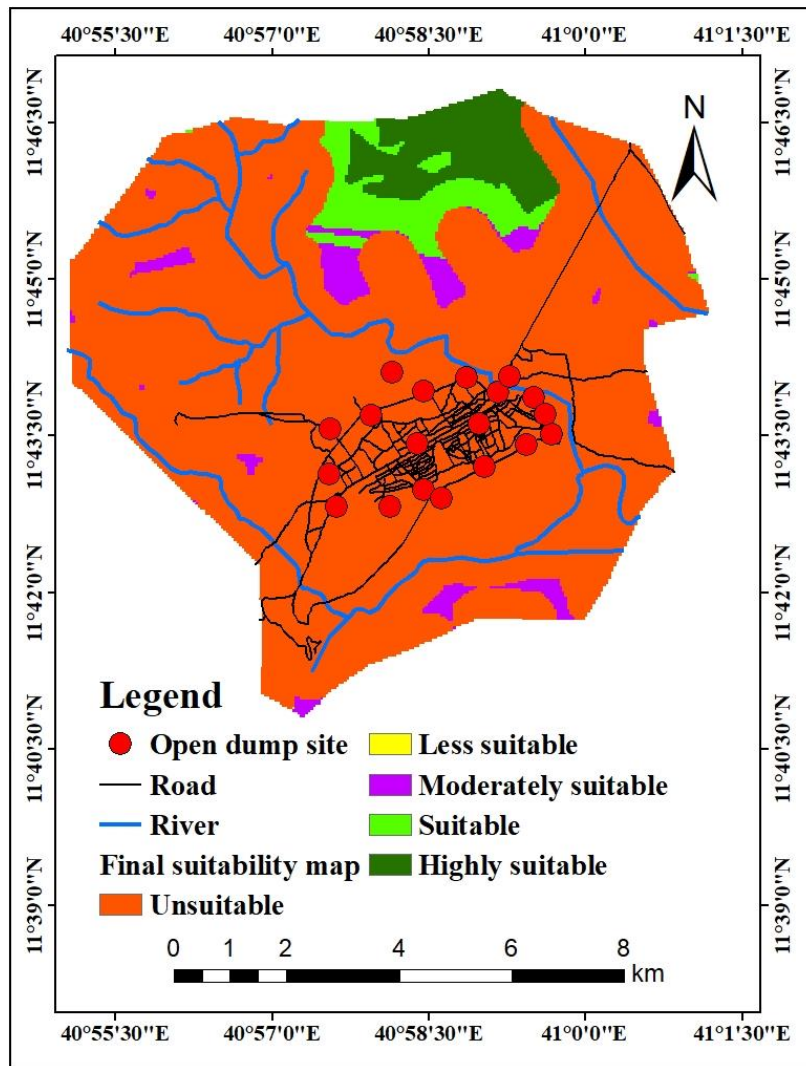 40°55'30"E 40°57'0"E 40°58'30"E 41°0'0"E 41°1'30"E
N
11°46'30"N 11°46'30"N
11°45'0"N 11°45'0"N
11°43'30"N 11°43'30"N
11°42'0"N 11°42'0"N
11°40'30"N 11°40'30"N
11°39'0"N 11°39'0"N
Legend
Open dump site
Road
River
Final suitability map
Unsuitable
Less suitable
Moderately suitable
Suitable
Highly suitable
0 1 2 4 6 8
km
40°55'30"E 40°57'0"E 40°58'30"E 41°0'0"E 41°1'30"E